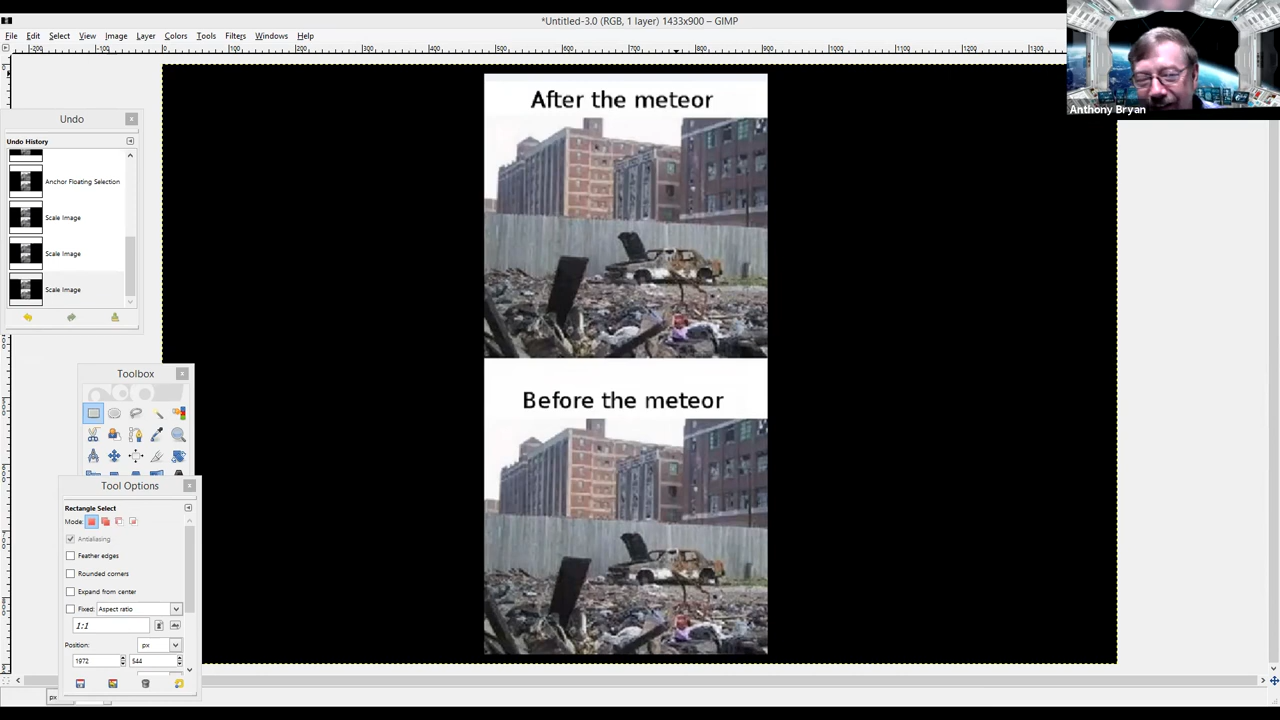 *Untitled-3.0 (RGB, 1 layer) 1433x900 – GIMP
File Edit Select View Image Layer Colors Tools Filters Windows Help
Anthony Bryan
After the meteor
Before the meteor
Undo
Undo History
Anchor Floating Selection
Scale Image
Scale Image
Scale Image
Toolbox
Tool Options
Rectangle Select
Mode:
Antialiasing
Feather edges
Rounded corners
Expand from center
Fixed: Aspect ratio
1:1
Position: px
1972 544
px